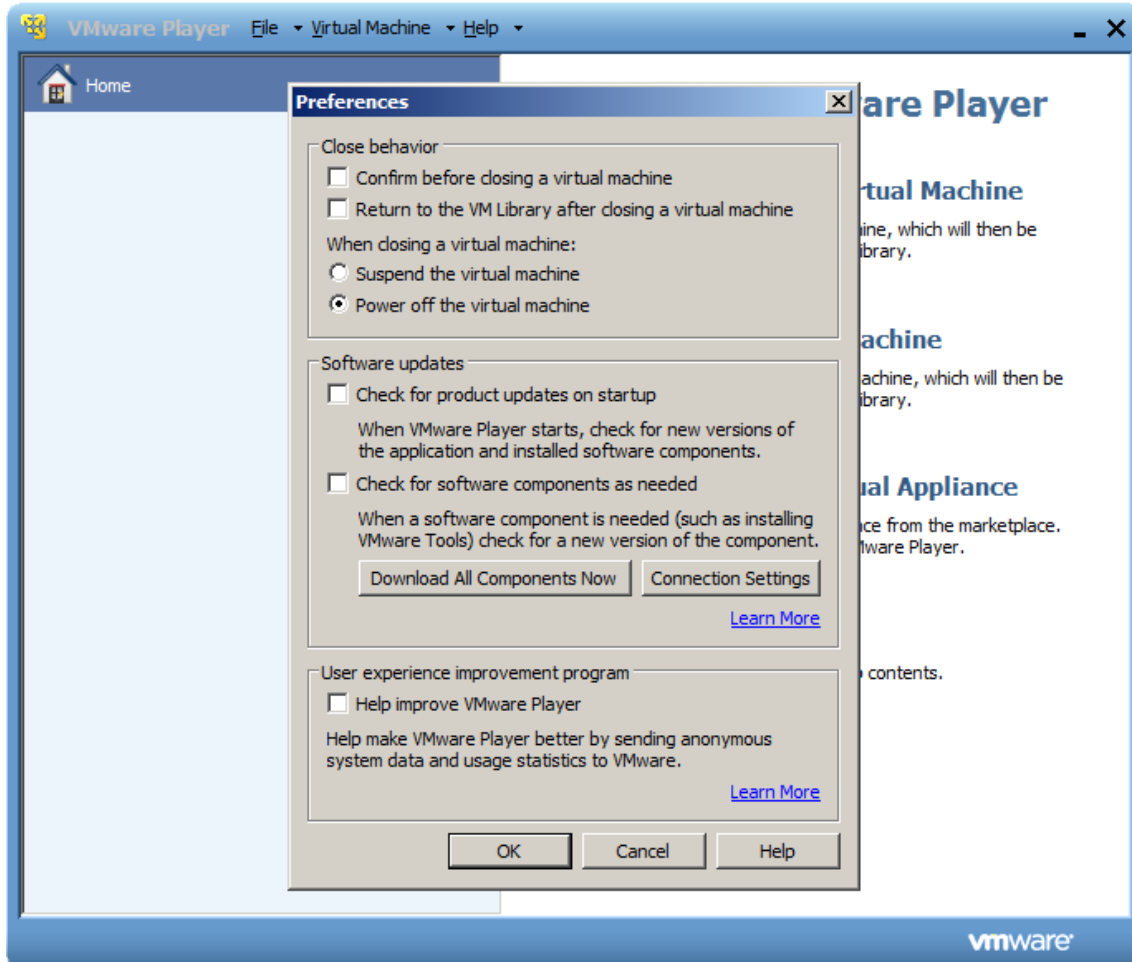 VMware Player File Virtual Machine Help
Home
Preferences
Close behavior
Confirm before closing a virtual machine
Return to the VM Library after closing a virtual machine
When closing a virtual machine:
Suspend the virtual machine
Power off the virtual machine
Software updates
Check for product updates on startup
When VMware Player starts, check for new versions of
the application and installed software components.
Check for software components as needed
When a software component is needed (such as installing
VMware Tools) check for a new version of the component.
Download All Components Now Connection Settings
Learn More
User experience improvement program
Help improve VMware Player
Help make VMware Player better by sending anonymous
system data and usage statistics to VMware.
Learn More
OK Cancel Help
are Player
rtual Machine
ine, which will then be
ibrary.
achine
achine, which will then be
ibrary.
ual Appliance
ce from the marketplace.
Mware Player.
contents.
vmware